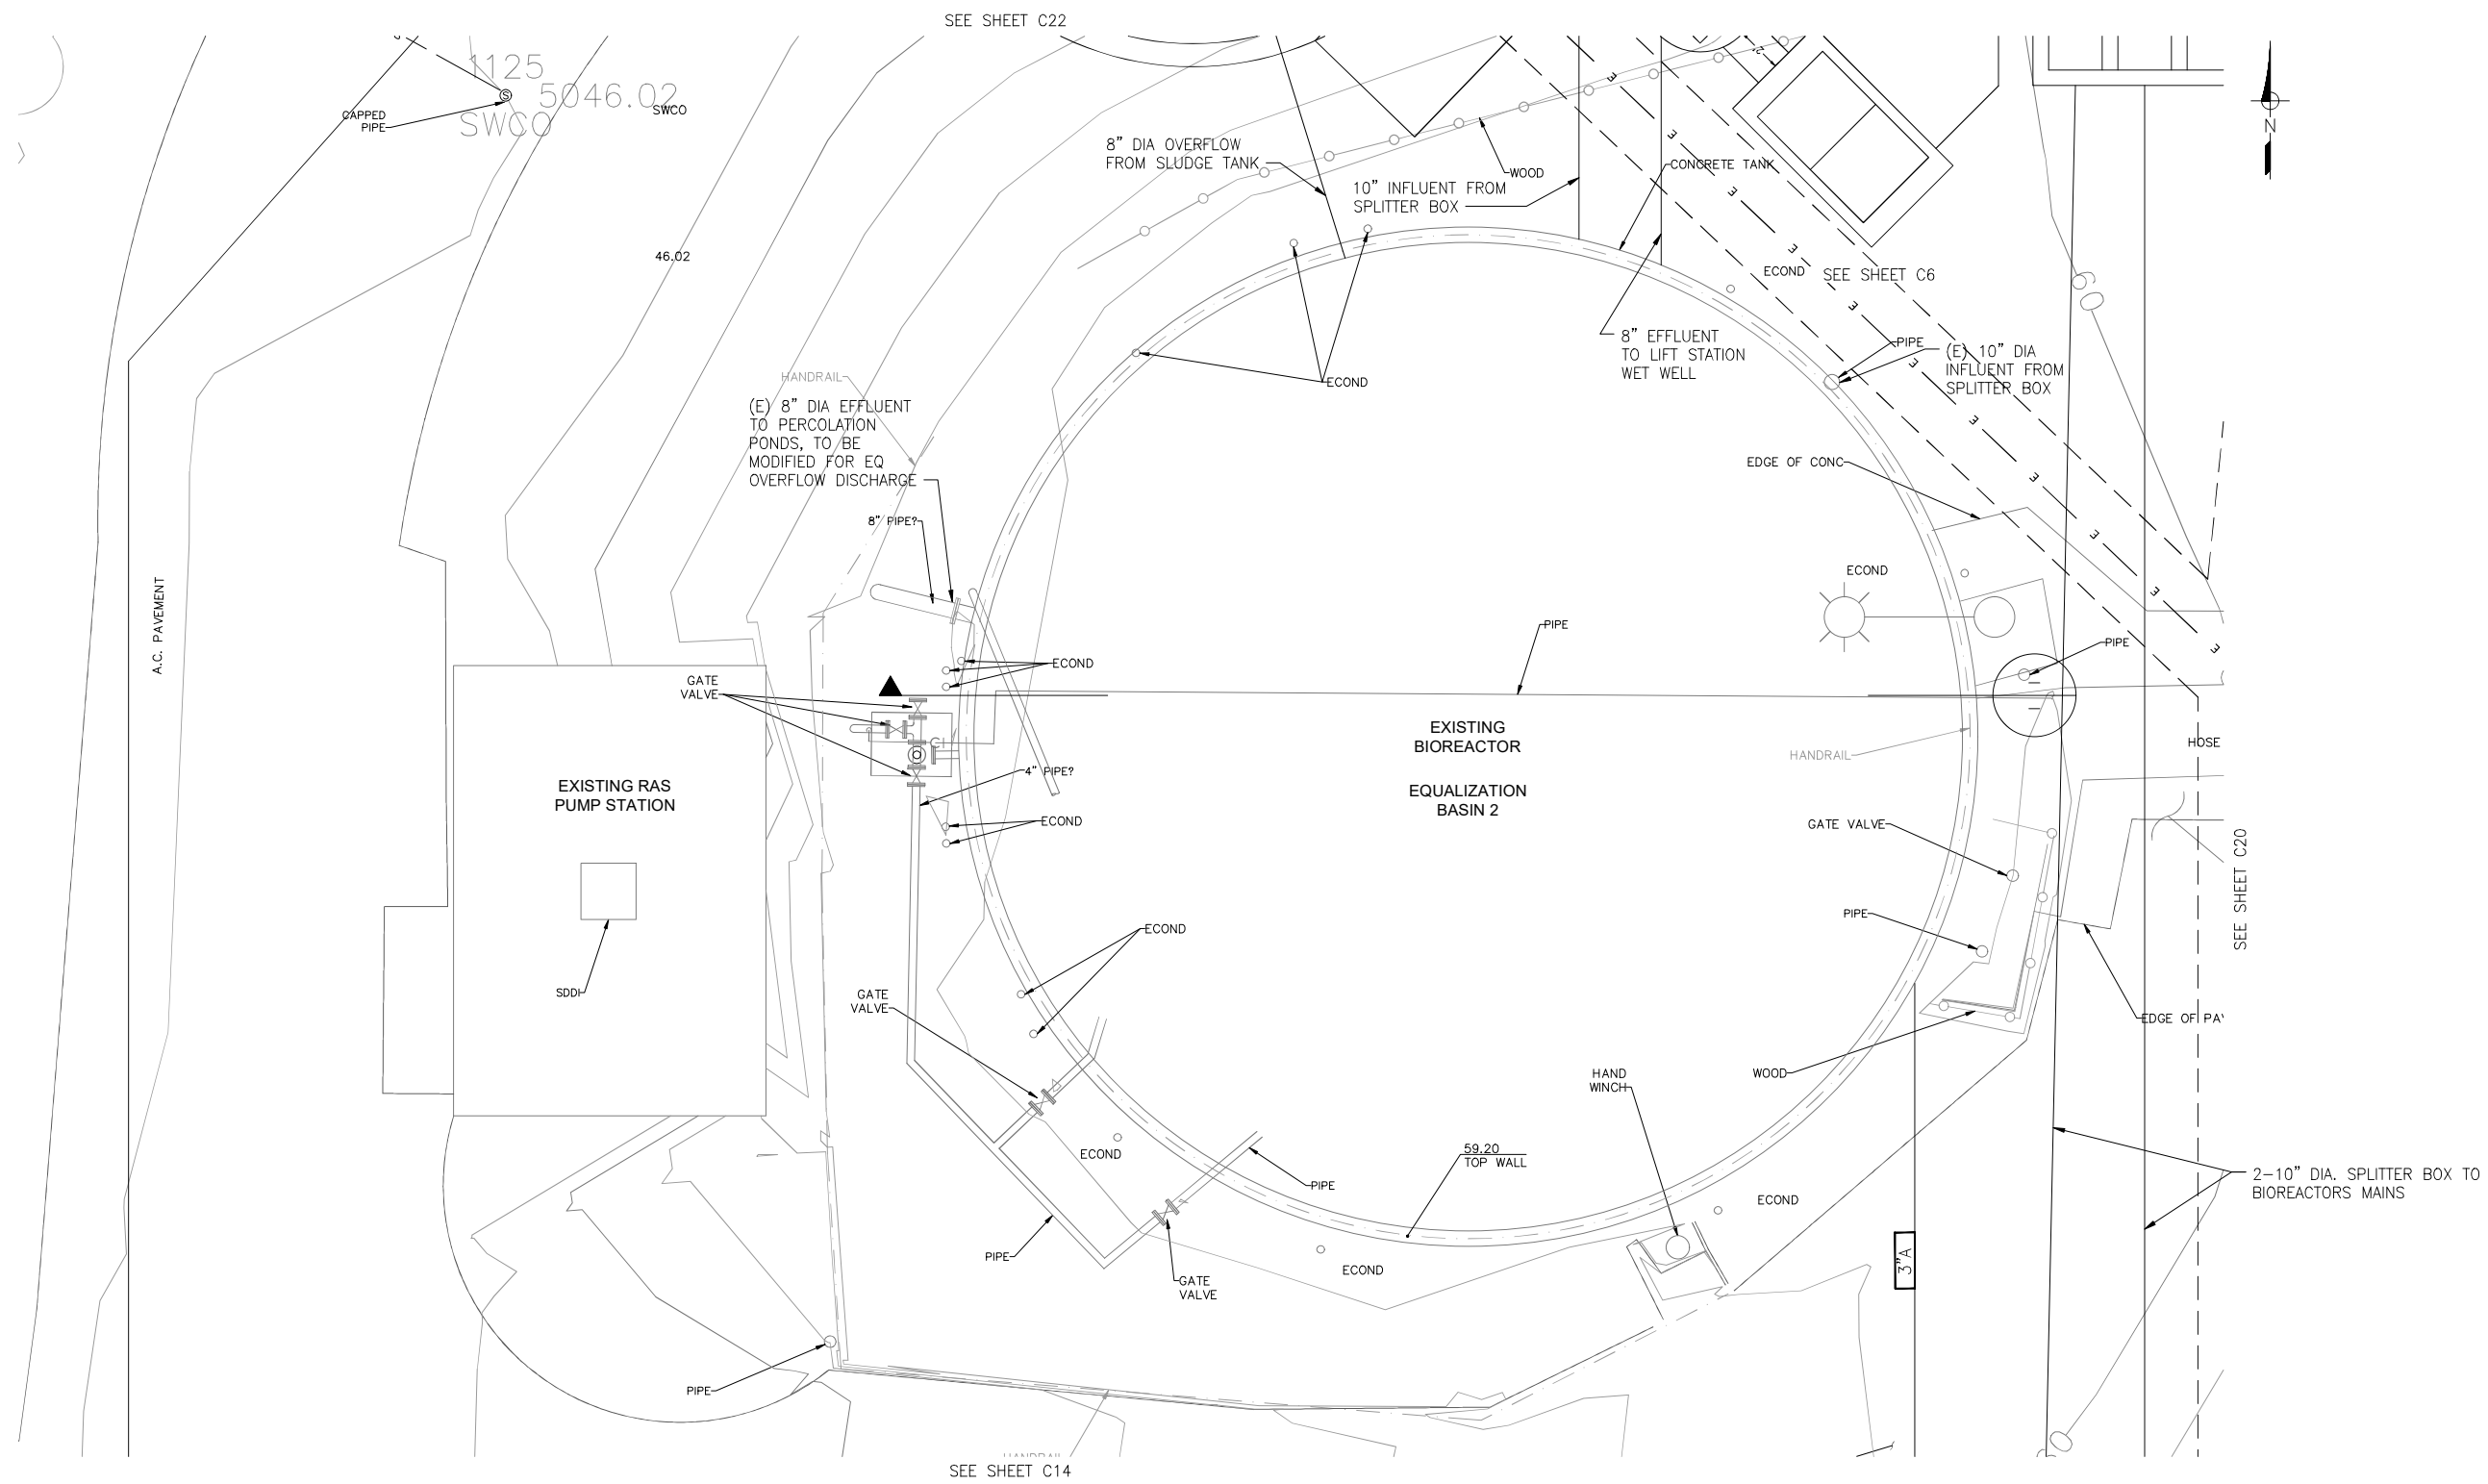 SEE SHEET C22
1125
5046.02
SWCO
SWCO
CAPPED
PIPE
S
46.02
8" DIA OVERFLOW
FROM SLUDGE TANK
10" INFLUENT FROM
SPLITTER BOX
WOOD
CONCRETE TANK
N
ECOND
SEE SHEET C6
60
8" EFFLUENT
TO LIFT STATION
WET WELL
PIPE
(E) 10" DIA
INFLUENT FROM
SPLITTER BOX
E
E
E
E
E
E
E
E
E
E
HANDRAIL
ECOND
(E) 8" DIA EFFLUENT
TO PERCOLATION
PONDS, TO BE
MODIFIED FOR EQ
OVERFLOW DISCHARGE
EDGE OF CONC
8" PIPE?
A.C. PAVEMENT
ECOND
PIPE
PIPE
ECOND
GATE
VALVE
EXISTING
BIOREACTOR
EQUALIZATION
BASIN 2
HANDRAIL
HOSE
EXISTING RAS
PUMP STATION
4" PIPE?
ECOND
GATE VALVE
SEE SHEET C20
PIPE
ECOND
SDDI
GATE
VALVE
EDGE OF PA
HAND
WINCH
WOOD
ECOND
59.20
TOP WALL
PIPE
ECOND
2-10" DIA. SPLITTER BOX TO
BIOREACTORS MAINS
PIPE
3"A
ECOND
GATE
VALVE
PIPE
HANDRAIL
SEE SHEET C14